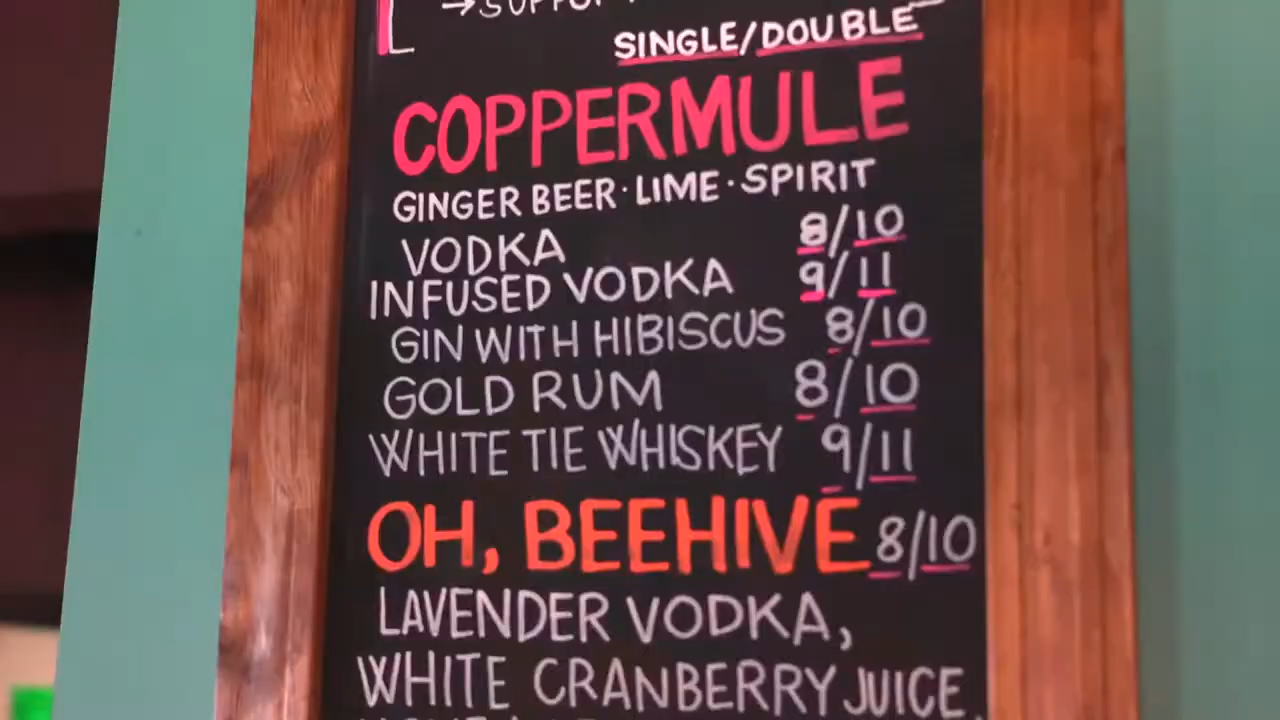 →SUPPO
SINGLE/DOUBLE
COPPERMULE
GINGER BEER · LIME · SPIRIT
VODKA 8/10
INFUSED VODKA 9/11
GIN WITH HIBISCUS 8/10
GOLD RUM 8/10
WHITE TIE WHISKEY 9/11
OH, BEEHIVE 8/10
LAVENDER VODKA,
WHITE CRANBERRY JUICE,